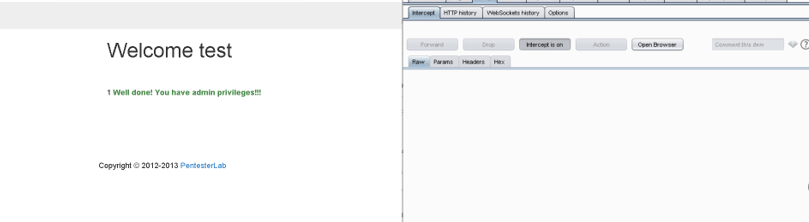 Welcome test
1 Well done! You have admin privileges!!!
Copyright © 2012-2013 PentesterLab
Intercept HTTP history WebSockets history Options
Forward Drop Intercept is on Action Open Browser Comment this item
Raw Params Headers Hex